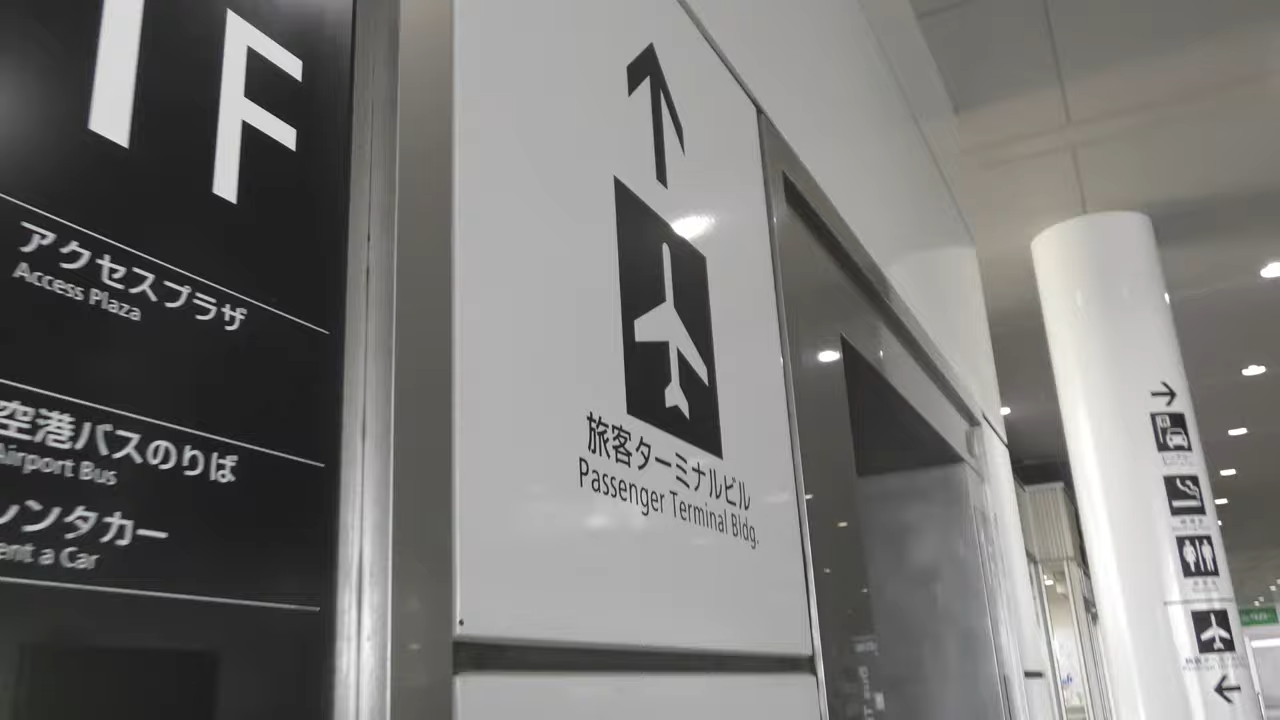 1F
アクセスプラザ
Access Plaza
空港バスのりば
Airport Bus
レンタカー
ent a Car
旅客ターミナルビル
Passenger Terminal Bldg.